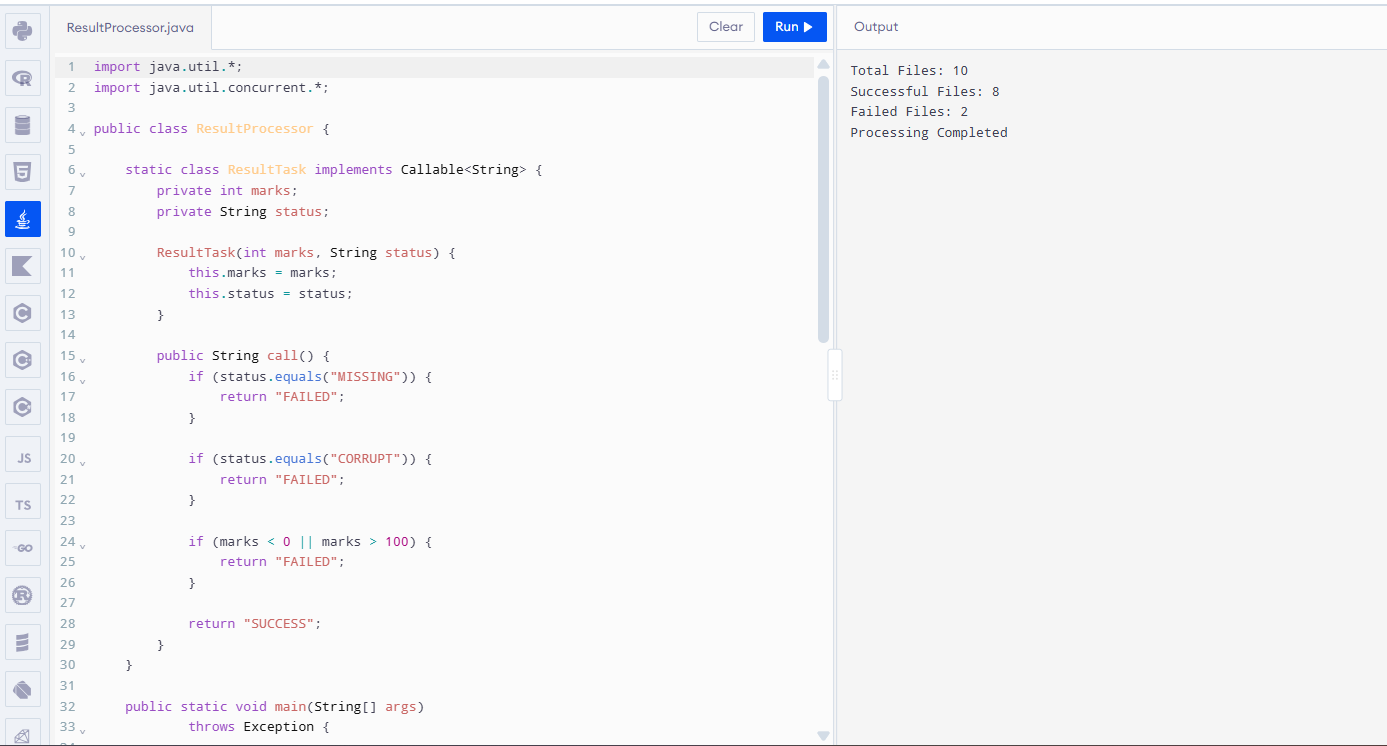 ResultProcessor.java
Clear
Run
Output
1 import java.util.*;
2 import java.util.concurrent.*;
3
4 public class ResultProcessor {
5
6     static class ResultTask implements Callable<String> {
7         private int marks;
8         private String status;
9
10         ResultTask(int marks, String status) {
11             this.marks = marks;
12             this.status = status;
13         }
14
15         public String call() {
16             if (status.equals("MISSING")) {
17                 return "FAILED";
18             }
19
20             if (status.equals("CORRUPT")) {
21                 return "FAILED";
22             }
23
24             if (marks < 0 || marks > 100) {
25                 return "FAILED";
26             }
27
28             return "SUCCESS";
29         }
30     }
31
32     public static void main(String[] args)
33             throws Exception {
Total Files: 10
Successful Files: 8
Failed Files: 2
Processing Completed
R
5
C
C
C
JS
TS
GO
R